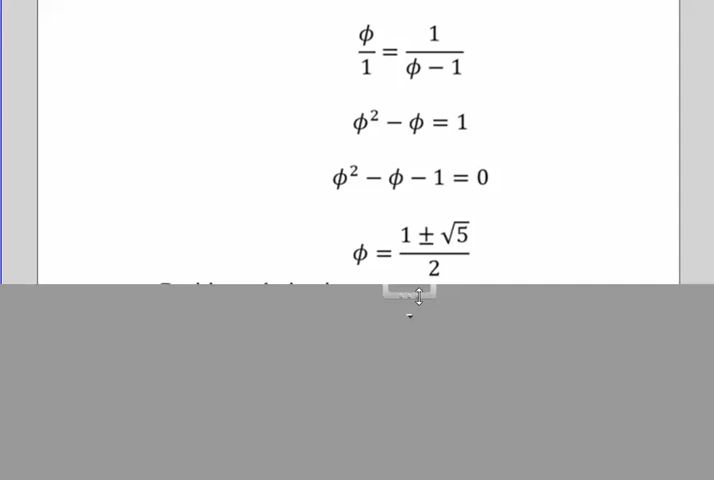 ϕ/1 = 1/(ϕ − 1)
ϕ² − ϕ = 1
ϕ² − ϕ − 1 = 0
ϕ = (1 ± √5)/2